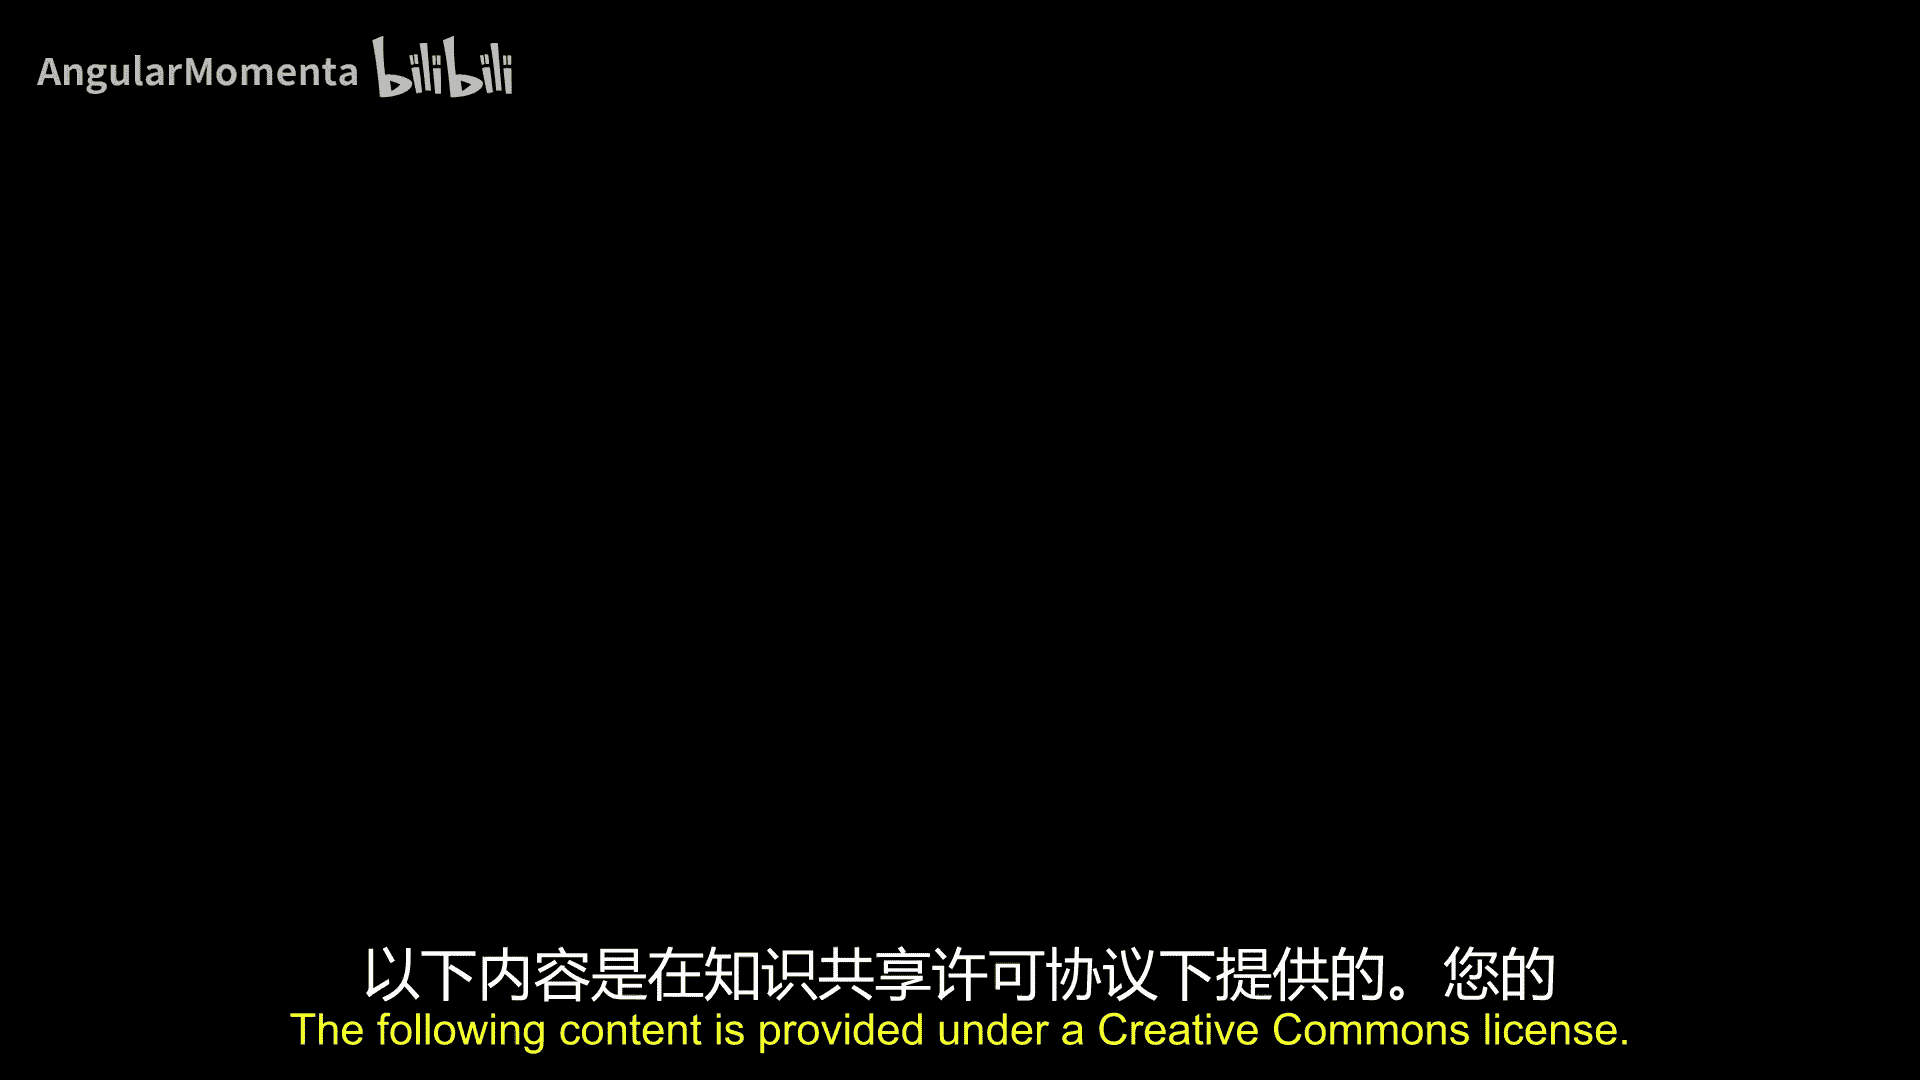 AngularMomenta bilibili
以下内容是在知识共享许可协议下提供的。您的
The following content is provided under a Creative Commons license.